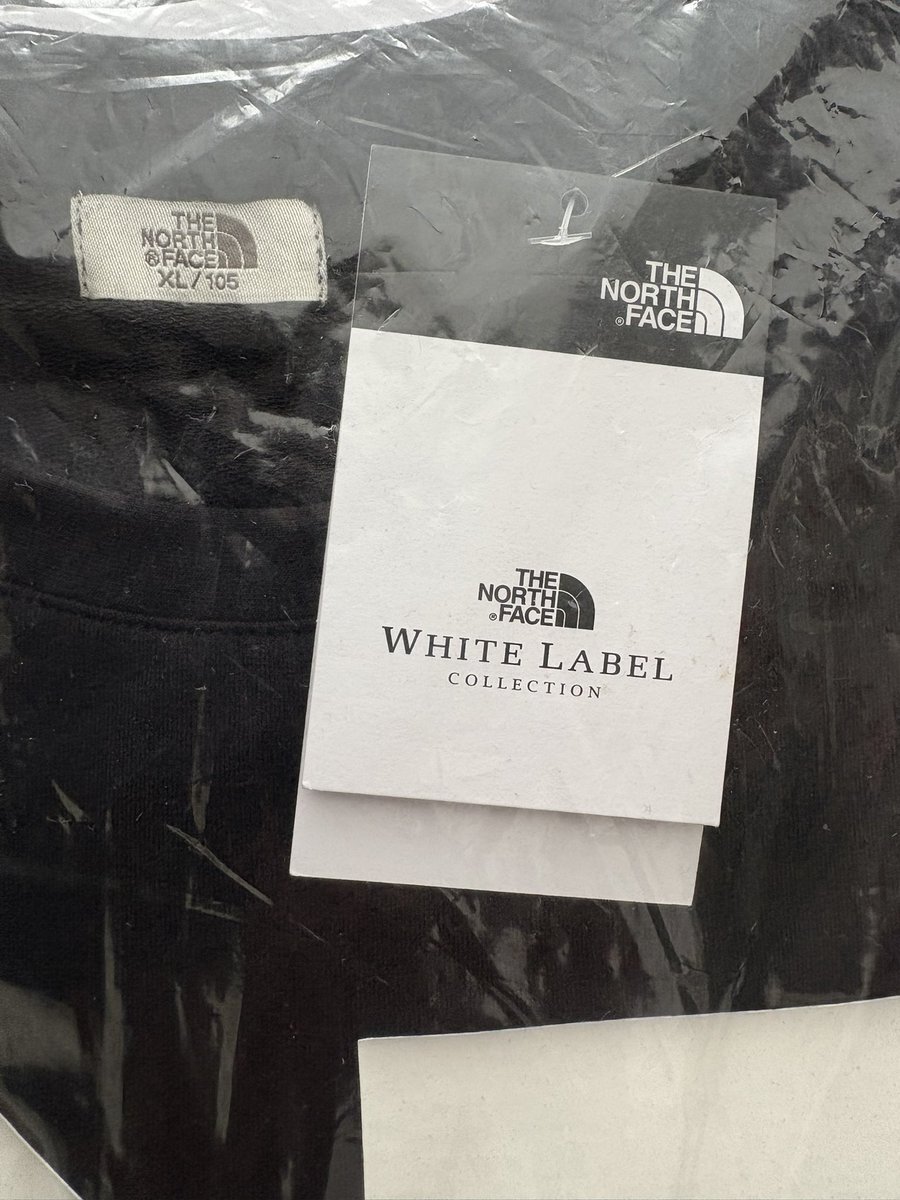 THE
NORTH
®FACE
XL/105
THE
NORTH
®FACE
THE
NORTH
®FACE
WHITE LABEL
COLLECTION